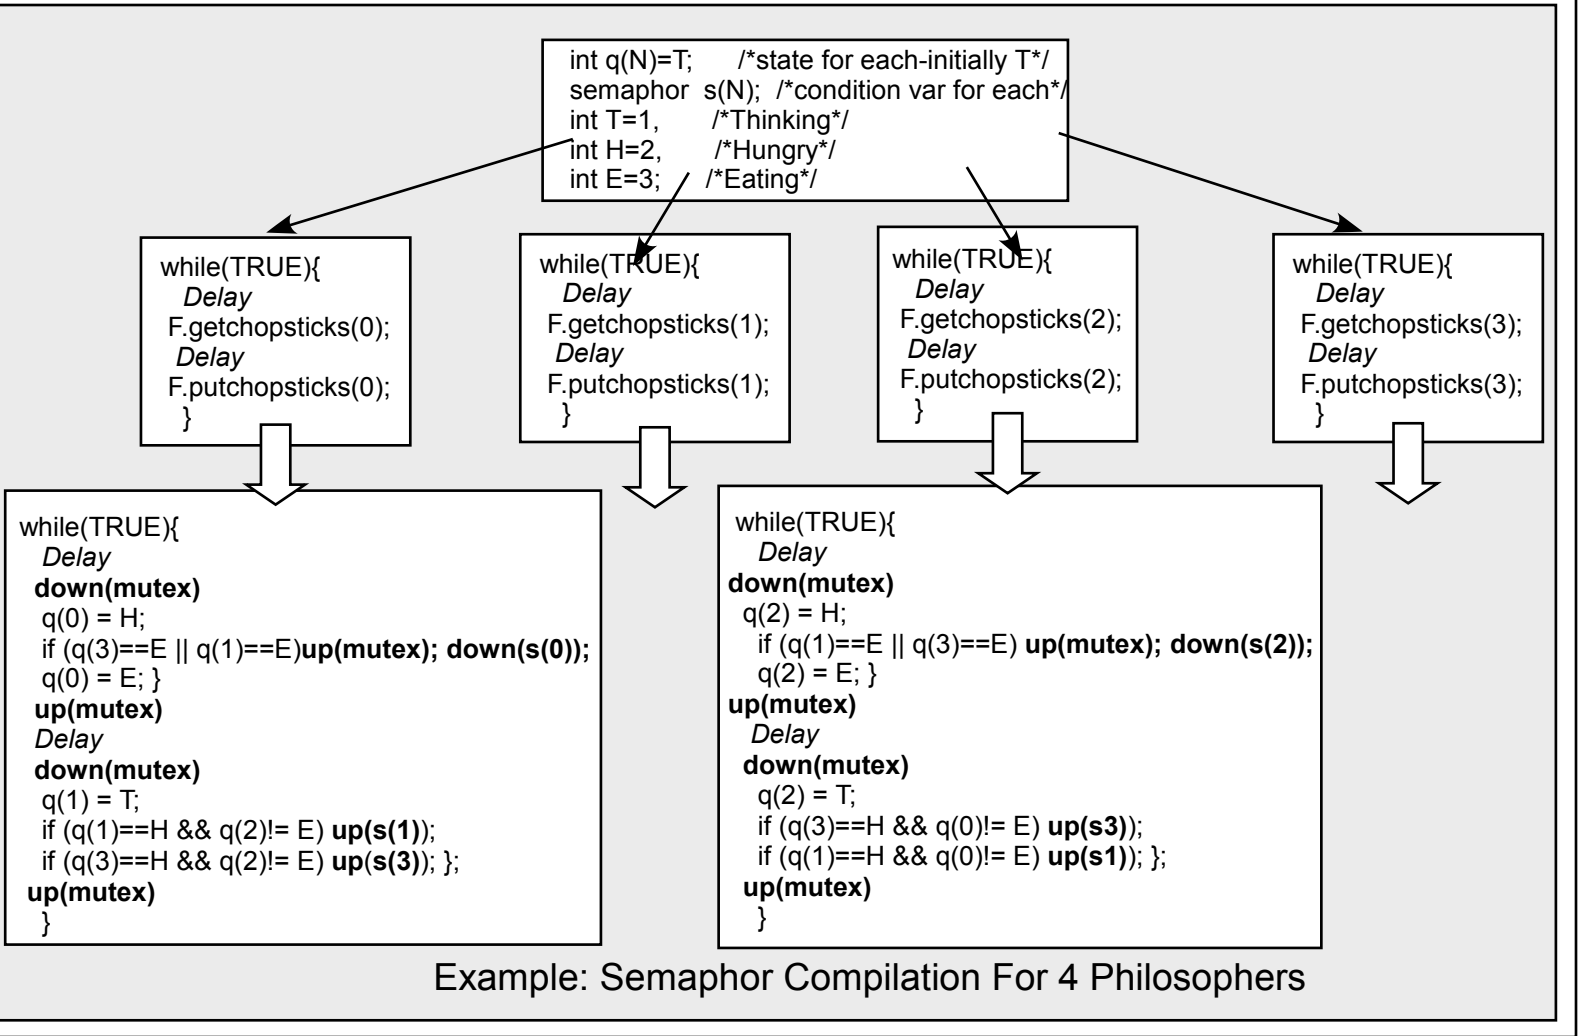 int q(N)=T; /*state for each-initially T*/
semaphor s(N); /*condition var for each*/
int T=1, /*Thinking*/
int H=2, /*Hungry*/
int E=3; /*Eating*/
while(TRUE){
Delay
F.getchopsticks(0);
Delay
F.putchopsticks(0);
}
while(TRUE){
Delay
F.getchopsticks(1);
Delay
F.putchopsticks(1);
}
while(TRUE){
Delay
F.getchopsticks(2);
Delay
F.putchopsticks(2);
}
while(TRUE){
Delay
F.getchopsticks(3);
Delay
F.putchopsticks(3);
}
while(TRUE){
Delay
down(mutex)
q(0) = H;
if (q(3)==E || q(1)==E)up(mutex); down(s(0));
q(0) = E; }
up(mutex)
Delay
down(mutex)
q(1) = T;
if (q(1)==H && q(2)!= E) up(s(1));
if (q(3)==H && q(2)!= E) up(s(3)); };
up(mutex)
}
while(TRUE){
Delay
down(mutex)
q(2) = H;
if (q(1)==E || q(3)==E) up(mutex); down(s(2));
q(2) = E; }
up(mutex)
Delay
down(mutex)
q(2) = T;
if (q(3)==H && q(0)!= E) up(s3));
if (q(1)==H && q(0)!= E) up(s1)); };
up(mutex)
}
Example: Semaphor Compilation For 4 Philosophers